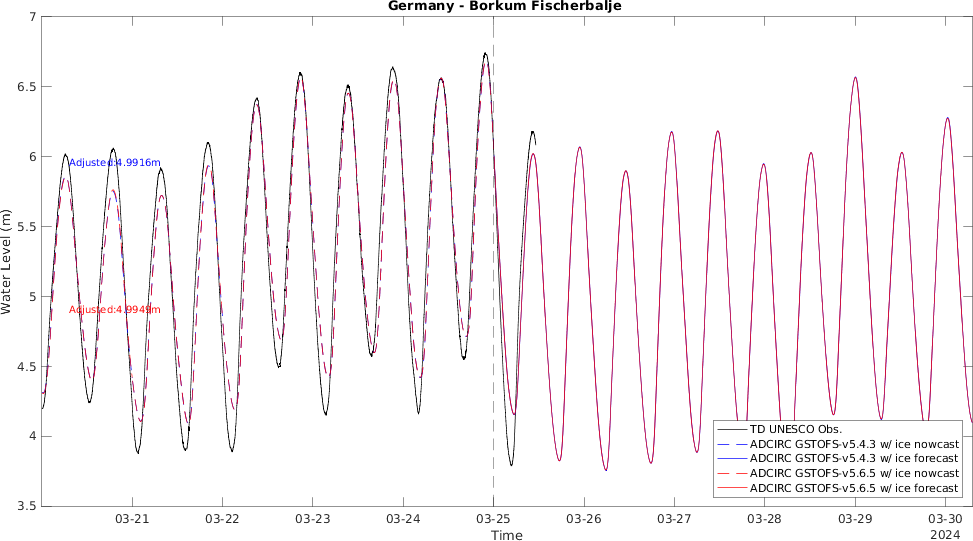 Germany - Borkum Fischerbalje
7
6.5
6
5.5
5
4.5
4
3.5
Water Level (m)
Adjusted:4.9916m
Adjusted:4.9949m
TD UNESCO Obs.
ADCIRC GSTOFS-v5.4.3 w/ ice nowcast
ADCIRC GSTOFS-v5.4.3 w/ ice forecast
ADCIRC GSTOFS-v5.6.5 w/ ice nowcast
ADCIRC GSTOFS-v5.6.5 w/ ice forecast
03-21 03-22 03-23 03-24 03-25 03-26 03-27 03-28 03-29 03-30
Time
2024